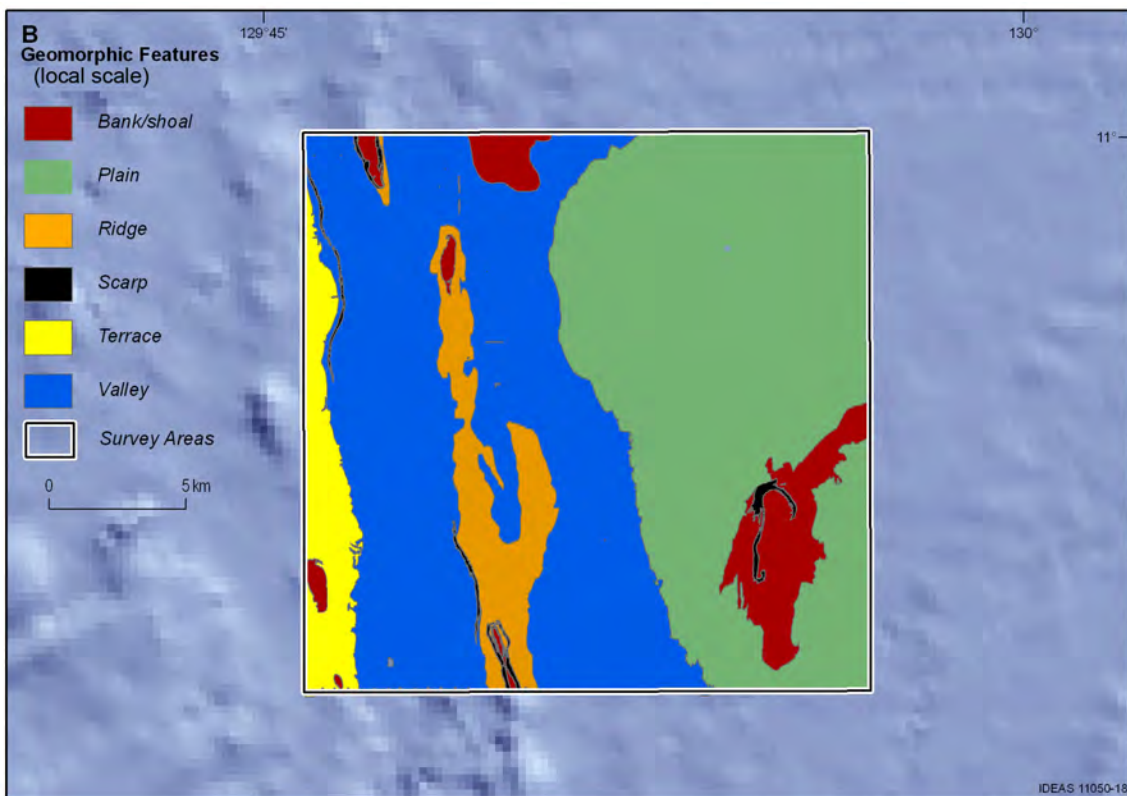 B
129°45'
130°
Geomorphic Features
(local scale)
Bank/shoal
11°
Plain
Ridge
Scarp
Terrace
Valley
Survey Areas
0 5 km
IDEAS 11050-18